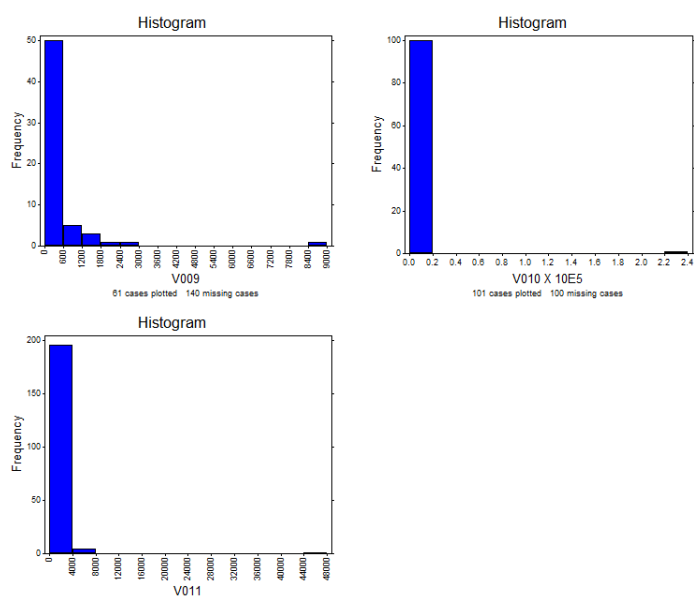 Histogram
50
40
30
20
10
0
Frequency
0 600 1200 1800 2400 3000 3600 4200 4800 5400 6000 6600 7200 7800 8400 9000
V009
61 cases plotted 140 missing cases
Histogram
100
80
60
40
20
0
Frequency
0.0 0.2 0.4 0.6 0.8 1.0 1.2 1.4 1.6 1.8 2.0 2.2 2.4
V010 X 10E5
101 cases plotted 100 missing cases
Histogram
200
150
100
50
0
Frequency
0 4000 8000 12000 16000 20000 24000 28000 32000 36000 40000 44000 48000
V011